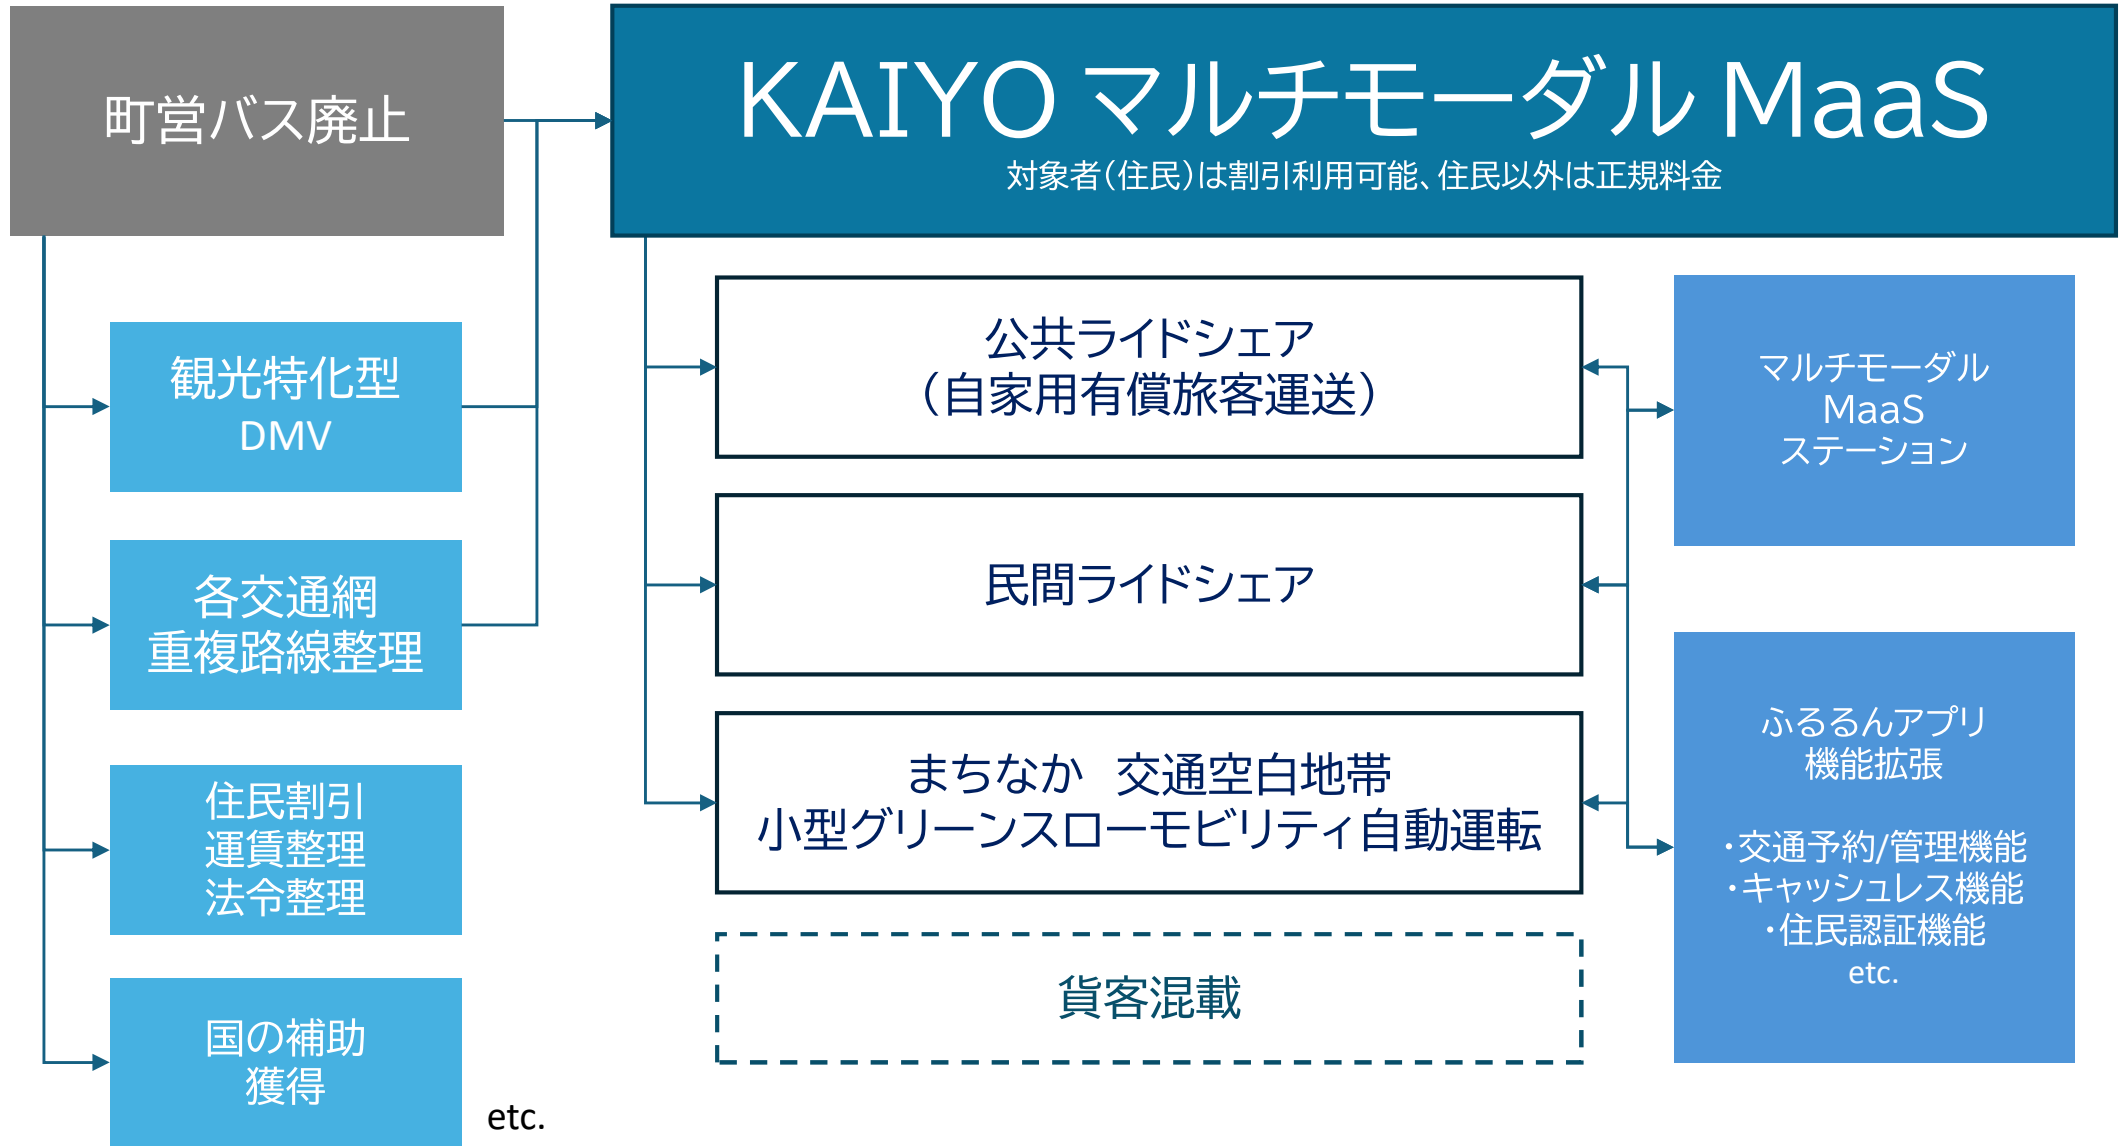 町営バス廃止
KAIYO マルチモーダル MaaS
対象者(住民)は割引利用可能、住民以外は正規料金
観光特化型
DMV
各交通網
重複路線整理
住民割引
運賃整理
法令整理
国の補助
獲得
etc.
公共ライドシェア
(自家用有償旅客運送)
民間ライドシェア
まちなか　交通空白地帯
小型グリーンスローモビリティ自動運転
貨客混載
マルチモーダル
MaaS
ステーション
ふるるんアプリ
機能拡張
・交通予約/管理機能
・キャッシュレス機能
・住民認証機能
etc.